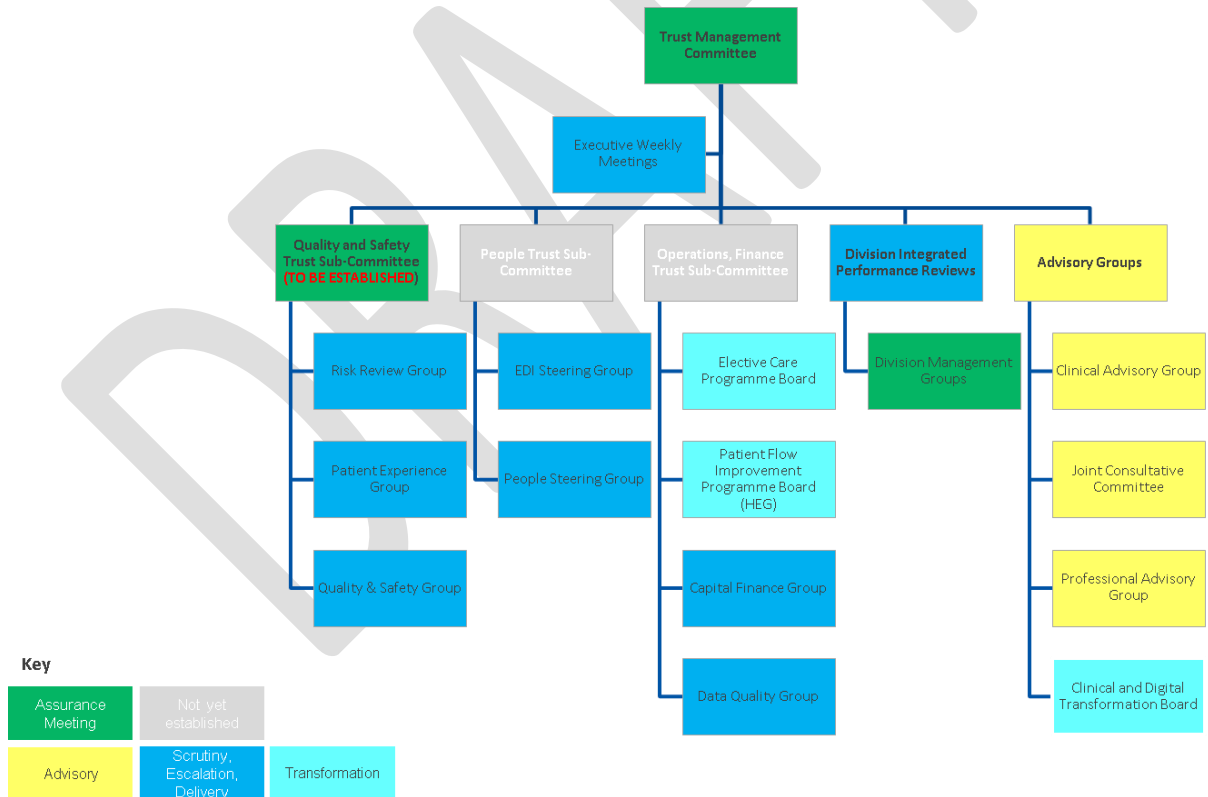 DRAFT
Trust Management
Committee
Executive Weekly
Meetings
Quality and Safety
Trust Sub-Committee
(TO BE ESTABLISHED)
People Trust Sub-
Committee
Operations, Finance
Trust Sub-Committee
Division Integrated
Performance Reviews
Advisory Groups
Risk Review Group
EDI Steering Group
Elective Care
Programme Board
Division Management
Groups
Clinical Advisory Group
Patient Experience
Group
People Steering Group
Patient Flow
Improvement
Programme Board
(HEG)
Joint Consultative
Committee
Quality & Safety Group
Capital Finance Group
Professional Advisory
Group
Data Quality Group
Clinical and Digital
Transformation Board
Key
Assurance
Meeting
Not yet
established
Advisory
Scrutiny,
Escalation,
Delivery
Transformation